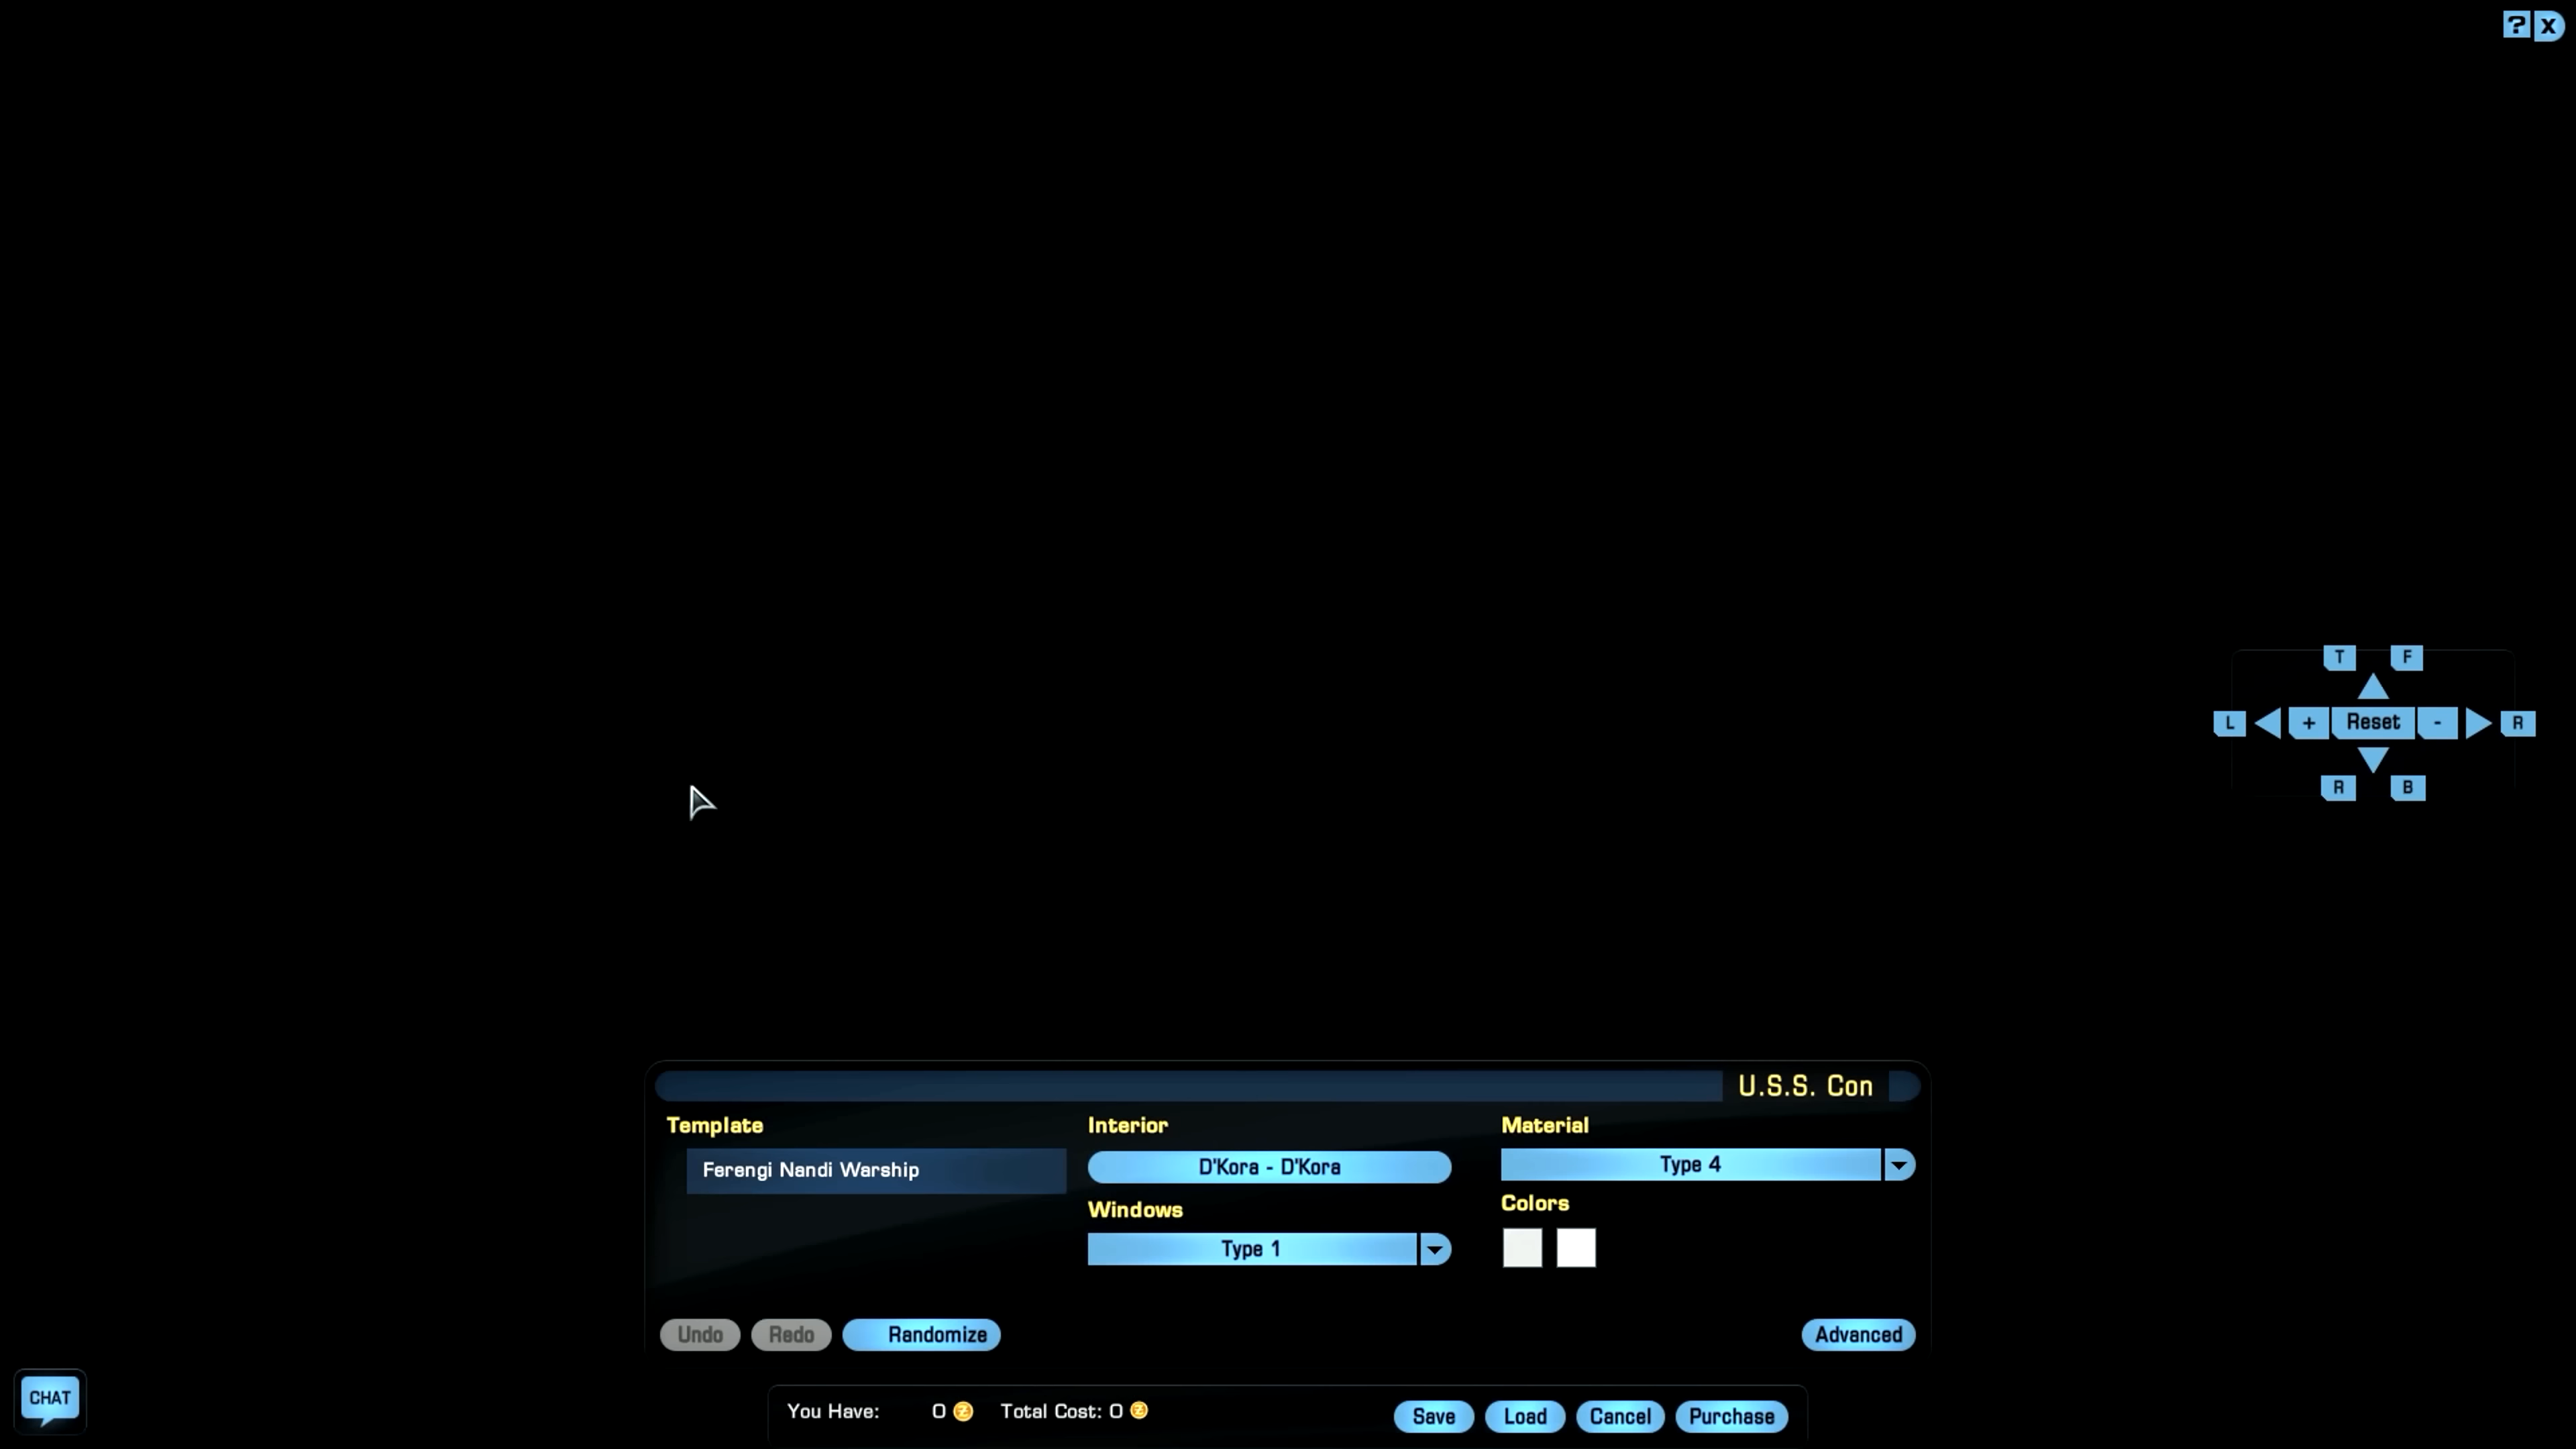 ? X
T F
L + Reset - R
R B
U.S.S. Con
Template Interior Material
Ferengi Nandi Warship D'Kora - D'Kora Type 4
Windows Colors
Type 1
Undo Redo Randomize Advanced
CHAT
You Have: 0 Total Cost: 0 Save Load Cancel Purchase